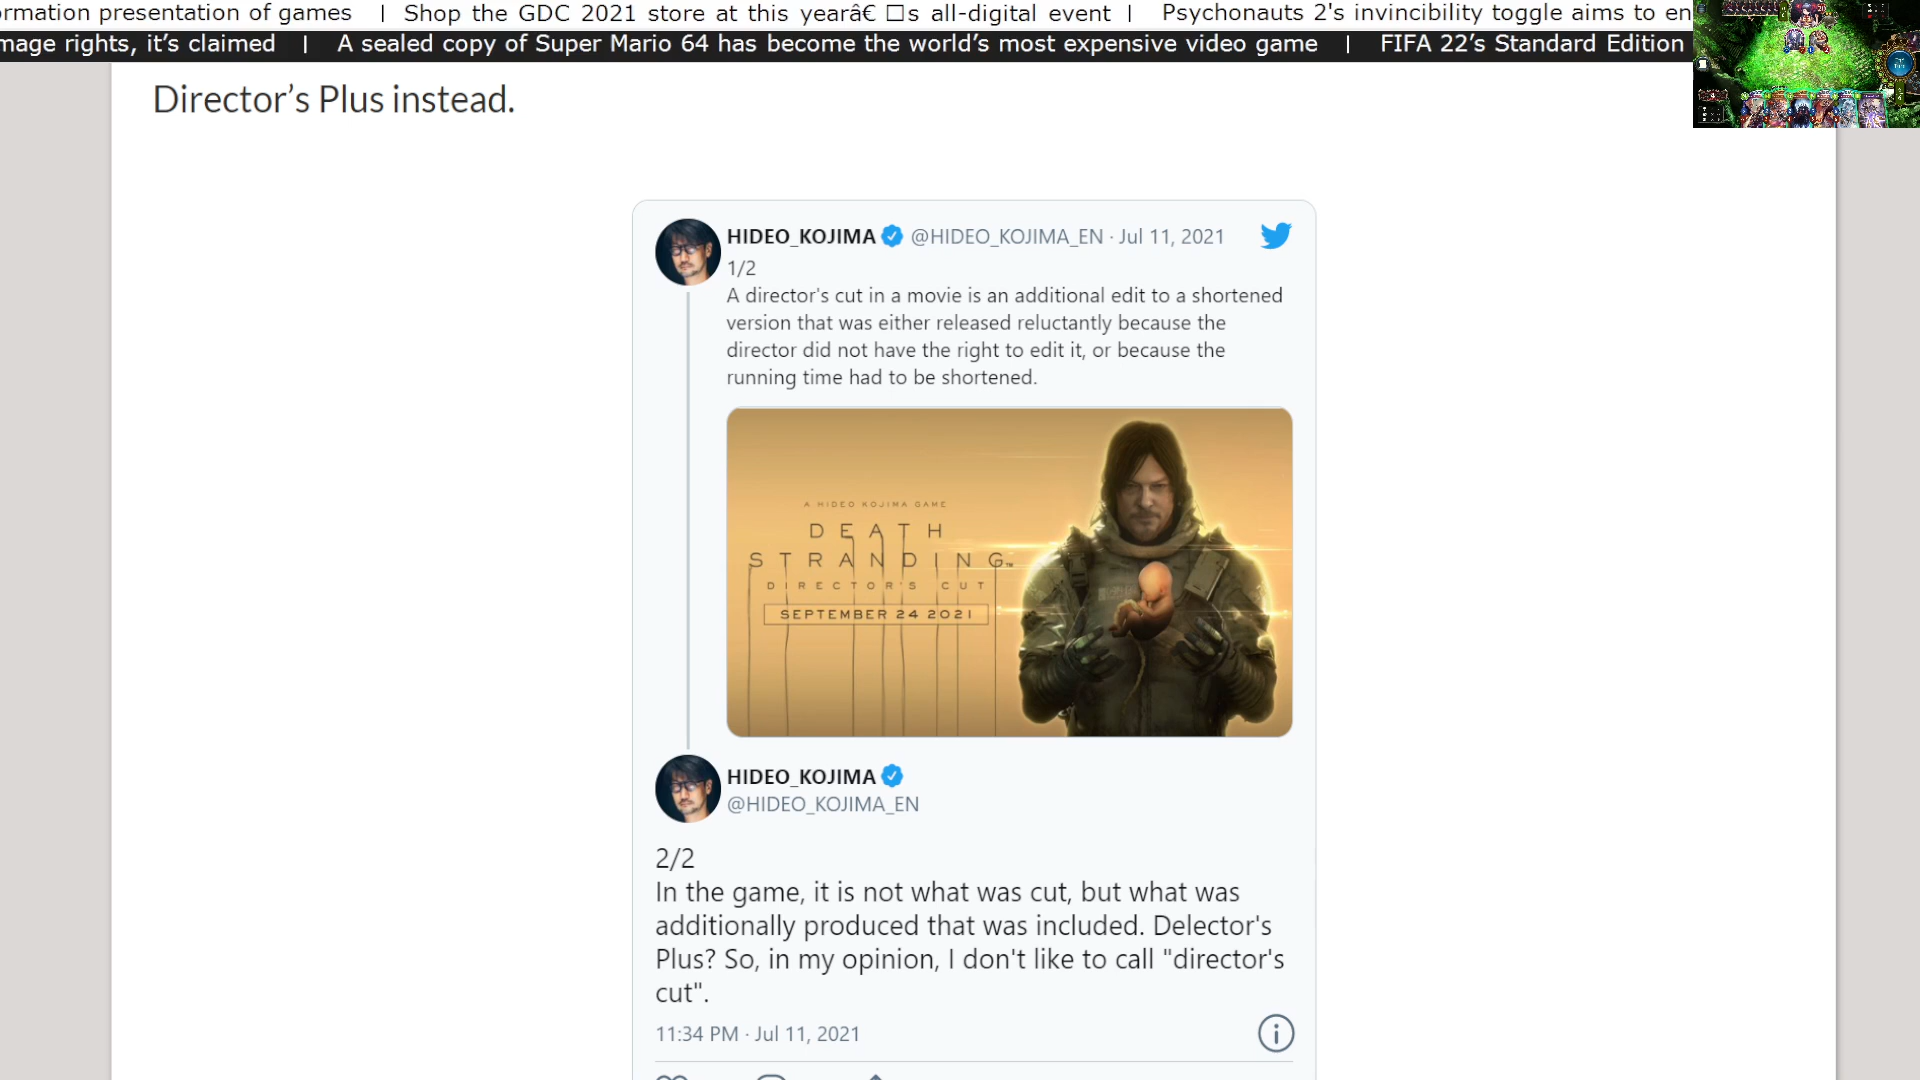 rmation presentation of games | Shop the GDC 2021 store at this yearâ€ □s all-digital event | Psychonauts 2's invincibility toggle aims to en
mage rights, it’s claimed | A sealed copy of Super Mario 64 has become the world’s most expensive video game | FIFA 22’s Standard Edition
Director’s Plus instead.
HIDEO_KOJIMA @HIDEO_KOJIMA_EN · Jul 11, 2021
1/2
A director's cut in a movie is an additional edit to a shortened
version that was either released reluctantly because the
director did not have the right to edit it, or because the
running time had to be shortened.
A HIDEO KOJIMA GAME
DEATH
STRANDING™
DIRECTOR'S CUT
SEPTEMBER 24 2021
HIDEO_KOJIMA
@HIDEO_KOJIMA_EN
2/2
In the game, it is not what was cut, but what was
additionally produced that was included. Delector's
Plus? So, in my opinion, I don't like to call "director's
cut".
11:34 PM · Jul 11, 2021